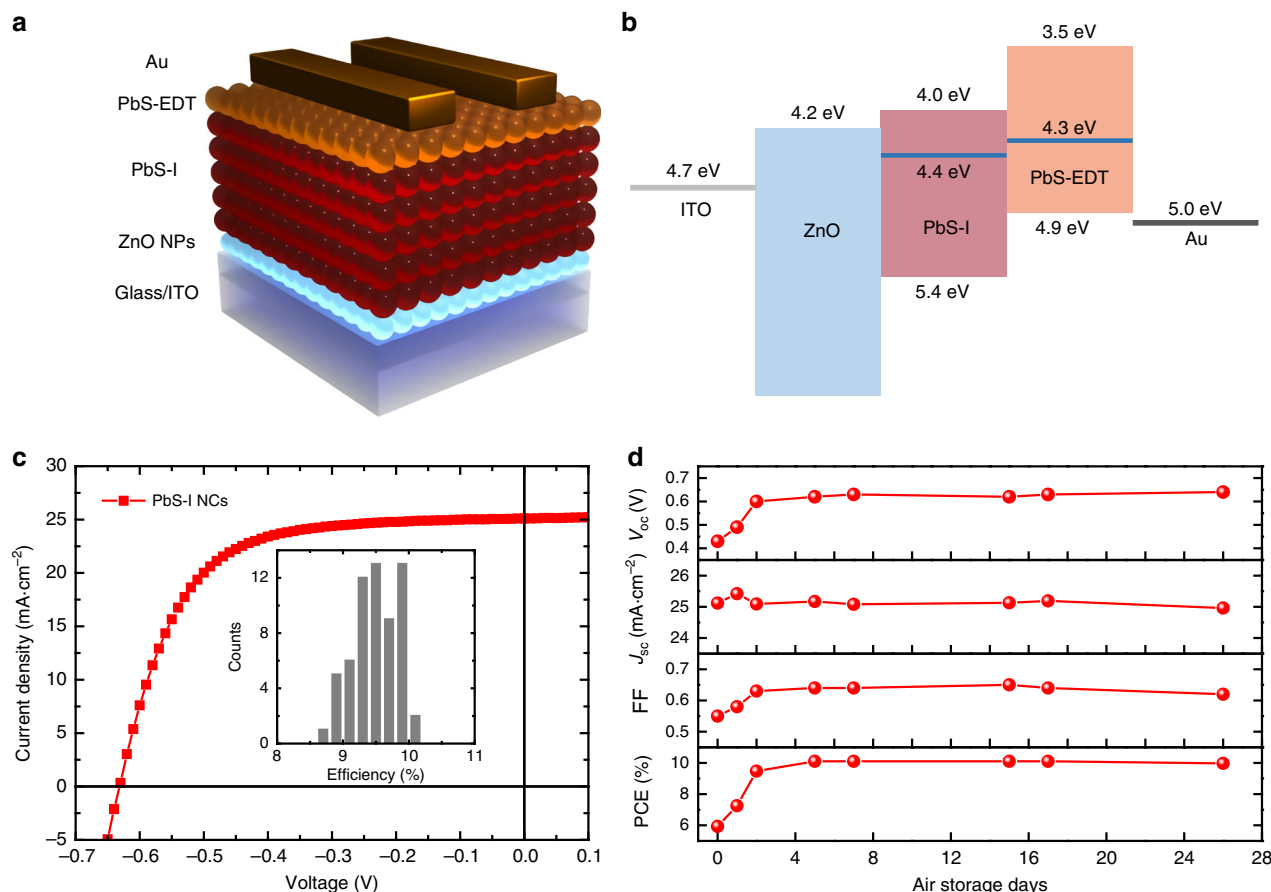 a
Au
PbS-EDT
PbS-I
ZnO NPs
Glass/ITO
b
3.5 eV
4.0 eV
4.2 eV
4.3 eV
4.7 eV
4.4 eV
PbS-EDT
ITO
ZnO
PbS-I
4.9 eV
5.0 eV
Au
5.4 eV
c
Current density (mA·cm⁻²)
30
25
20
15
10
5
0
–5
PbS-I NCs
Counts
12
8
4
0
8 9 10 11
Efficiency (%)
–0.7 –0.6 –0.5 –0.4 –0.3 –0.2 –0.1 0.0 0.1
Voltage (V)
d
Voc (V)
0.7
0.6
0.5
0.4
Jsc (mA·cm⁻²)
26
25
24
FF
0.7
0.6
0.5
PCE (%)
10
8
6
0 4 8 12 16 20 24 28
Air storage days